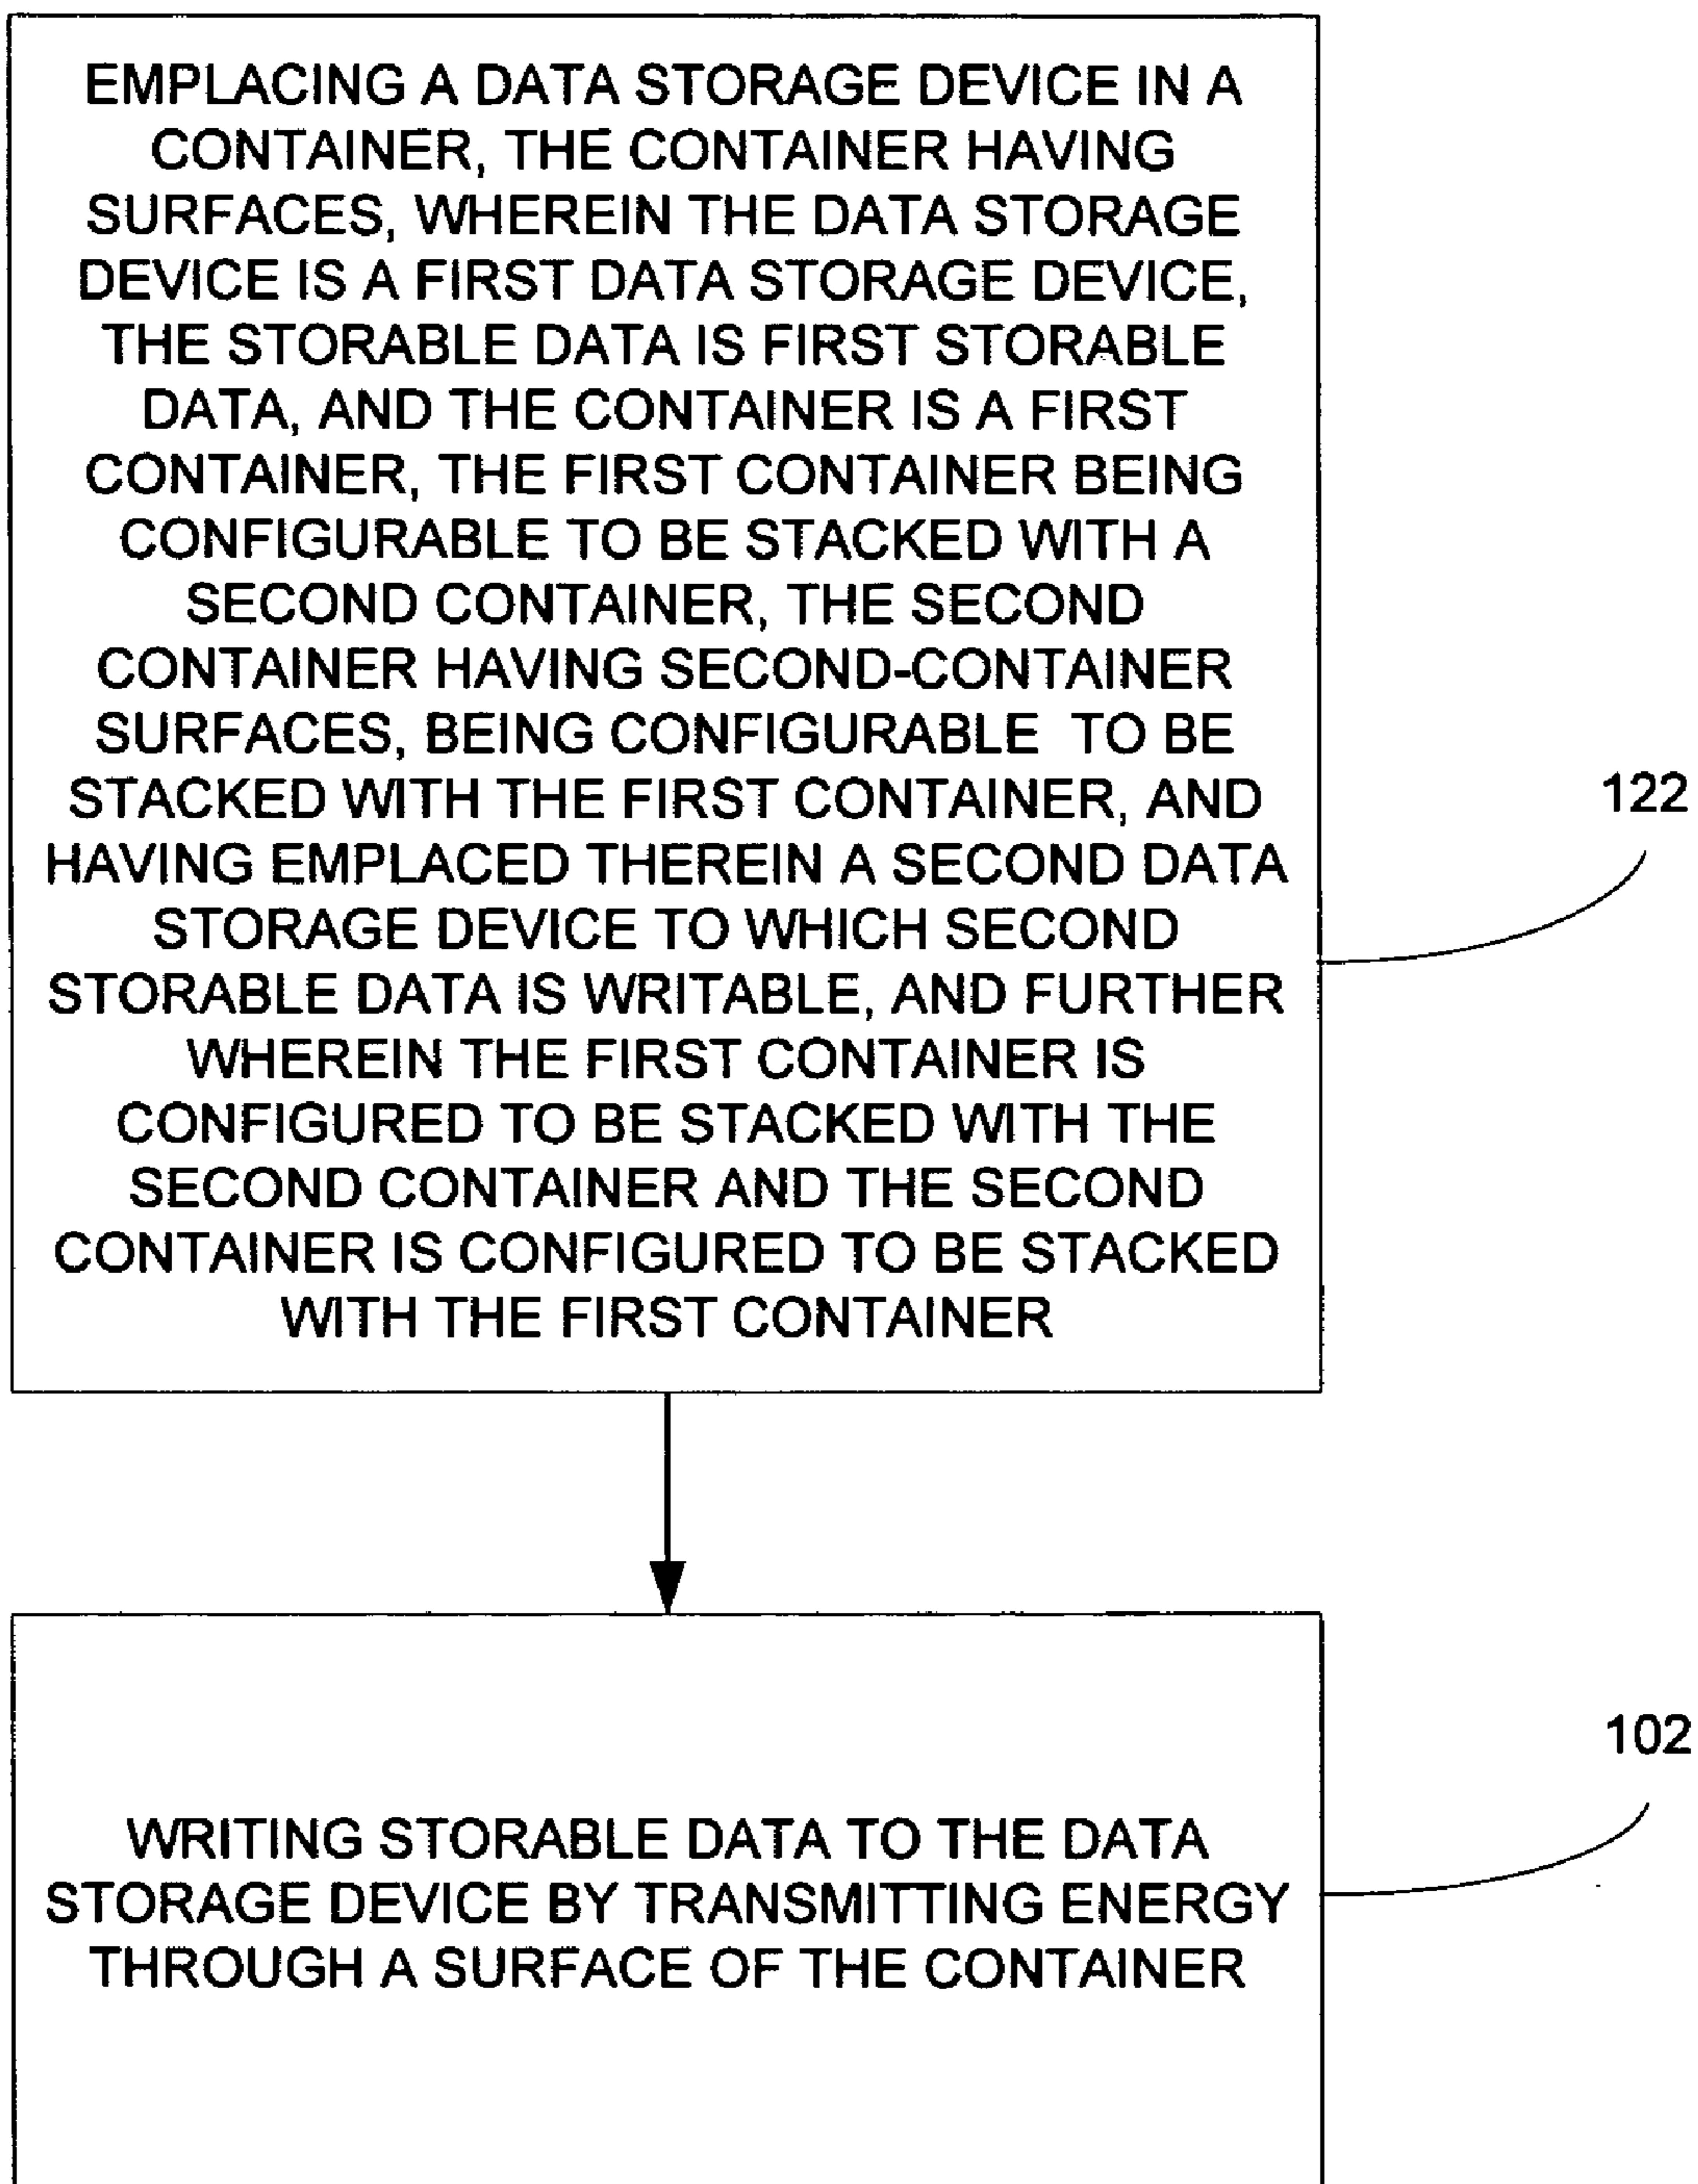 EMPLACING A DATA STORAGE DEVICE IN A
CONTAINER, THE CONTAINER HAVING
SURFACES, WHEREIN THE DATA STORAGE
DEVICE IS A FIRST DATA STORAGE DEVICE,
THE STORABLE DATA IS FIRST STORABLE
DATA, AND THE CONTAINER IS A FIRST
CONTAINER, THE FIRST CONTAINER BEING
CONFIGURABLE TO BE STACKED WITH A
SECOND CONTAINER, THE SECOND
CONTAINER HAVING SECOND-CONTAINER
SURFACES, BEING CONFIGURABLE TO BE
STACKED WITH THE FIRST CONTAINER, AND
HAVING EMPLACED THEREIN A SECOND DATA
STORAGE DEVICE TO WHICH SECOND
STORABLE DATA IS WRITABLE, AND FURTHER
WHEREIN THE FIRST CONTAINER IS
CONFIGURED TO BE STACKED WITH THE
SECOND CONTAINER AND THE SECOND
CONTAINER IS CONFIGURED TO BE STACKED
WITH THE FIRST CONTAINER
122
102
WRITING STORABLE DATA TO THE DATA
STORAGE DEVICE BY TRANSMITTING ENERGY
THROUGH A SURFACE OF THE CONTAINER